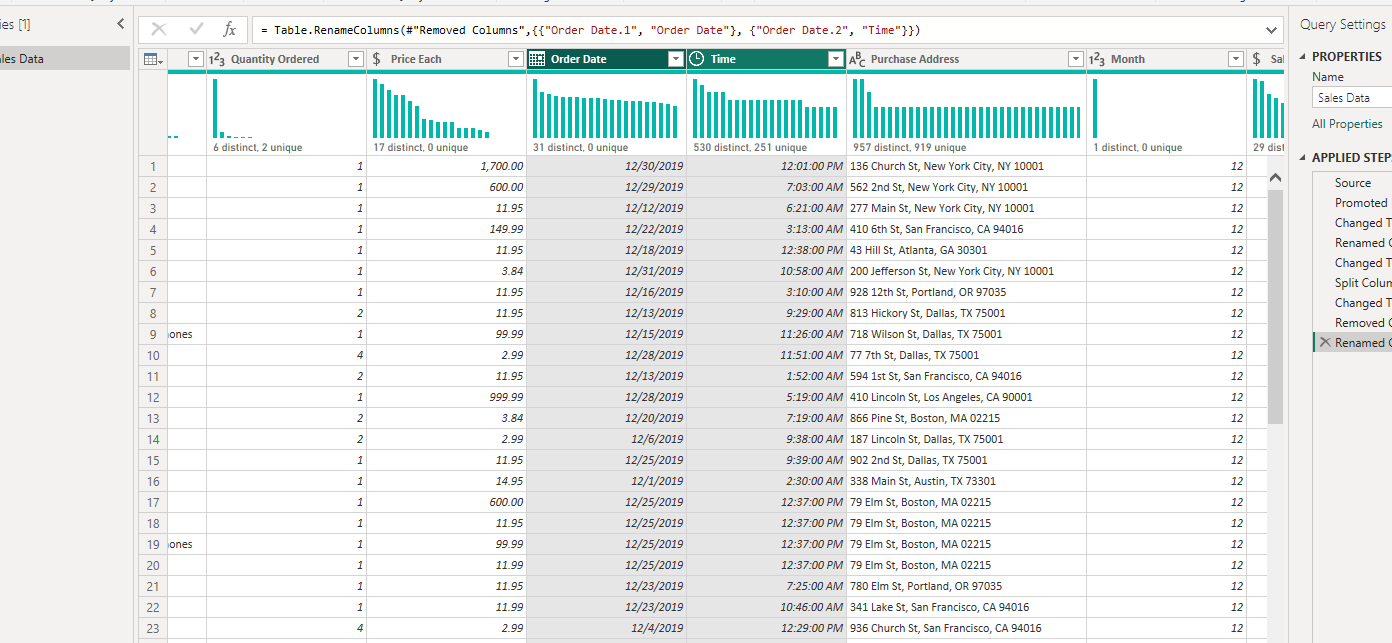 ies [1]
les Data
fx
= Table.RenameColumns(#"Removed Columns",{{"Order Date.1", "Order Date"}, {"Order Date.2", "Time"}})
Query Settings
PROPERTIES
Name
Sales Data
All Properties
APPLIED STEP
Source
Promoted
Changed T
Renamed C
Changed T
Split Colum
Changed T
Removed C
Renamed C
1²3 Quantity Ordered $ Price Each Order Date Time ABC Purchase Address 1²3 Month $ Sal
6 distinct, 2 unique 17 distinct, 0 unique 31 distinct, 0 unique 530 distinct, 251 unique 957 distinct, 919 unique 1 distinct, 0 unique 29 dist
1 1 1,700.00 12/30/2019 12:01:00 PM 136 Church St, New York City, NY 10001 12
2 1 600.00 12/29/2019 7:03:00 AM 562 2nd St, New York City, NY 10001 12
3 1 11.95 12/12/2019 6:21:00 AM 277 Main St, New York City, NY 10001 12
4 1 149.99 12/22/2019 3:13:00 AM 410 6th St, San Francisco, CA 94016 12
5 1 11.95 12/18/2019 12:38:00 PM 43 Hill St, Atlanta, GA 30301 12
6 1 3.84 12/31/2019 10:58:00 AM 200 Jefferson St, New York City, NY 10001 12
7 1 11.95 12/16/2019 3:10:00 AM 928 12th St, Portland, OR 97035 12
8 2 11.95 12/13/2019 9:29:00 AM 813 Hickory St, Dallas, TX 75001 12
9 ones 1 99.99 12/15/2019 11:26:00 AM 718 Wilson St, Dallas, TX 75001 12
10 4 2.99 12/28/2019 11:51:00 AM 77 7th St, Dallas, TX 75001 12
11 2 11.95 12/13/2019 1:52:00 AM 594 1st St, San Francisco, CA 94016 12
12 1 999.99 12/28/2019 5:19:00 AM 410 Lincoln St, Los Angeles, CA 90001 12
13 2 3.84 12/20/2019 7:19:00 AM 866 Pine St, Boston, MA 02215 12
14 2 2.99 12/6/2019 9:38:00 AM 187 Lincoln St, Dallas, TX 75001 12
15 1 11.95 12/25/2019 9:39:00 AM 902 2nd St, Dallas, TX 75001 12
16 1 14.95 12/1/2019 2:30:00 AM 338 Main St, Austin, TX 73301 12
17 1 600.00 12/25/2019 12:37:00 PM 79 Elm St, Boston, MA 02215 12
18 1 11.95 12/25/2019 12:37:00 PM 79 Elm St, Boston, MA 02215 12
19 ones 1 99.99 12/25/2019 12:37:00 PM 79 Elm St, Boston, MA 02215 12
20 1 11.99 12/25/2019 12:37:00 PM 79 Elm St, Boston, MA 02215 12
21 1 11.95 12/23/2019 7:25:00 AM 780 Elm St, Portland, OR 97035 12
22 1 11.99 12/23/2019 10:46:00 AM 341 Lake St, San Francisco, CA 94016 12
23 4 2.99 12/4/2019 12:29:00 PM 936 Church St, San Francisco, CA 94016 12